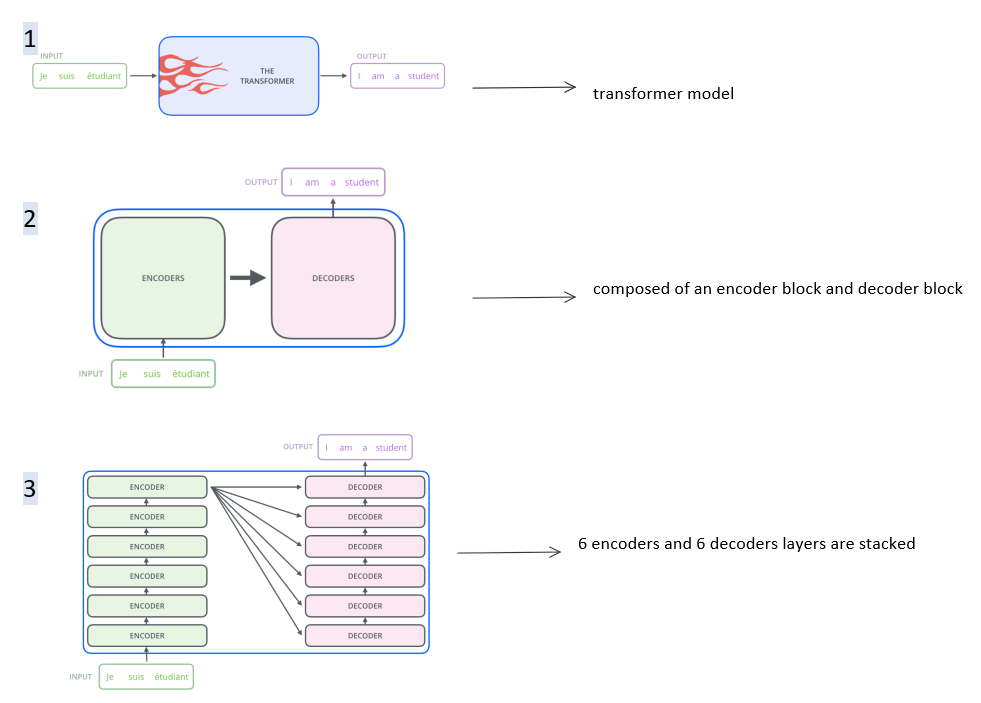 1
INPUT
Je suis étudiant
THE
TRANSFORMER
OUTPUT
I am a student
transformer model
2
OUTPUT
I am a student
ENCODERS
DECODERS
composed of an encoder block and decoder block
INPUT
Je suis étudiant
3
OUTPUT
I am a student
ENCODER
DECODER
ENCODER
DECODER
ENCODER
DECODER
ENCODER
DECODER
ENCODER
DECODER
ENCODER
DECODER
6 encoders and 6 decoders layers are stacked
INPUT
Je suis étudiant